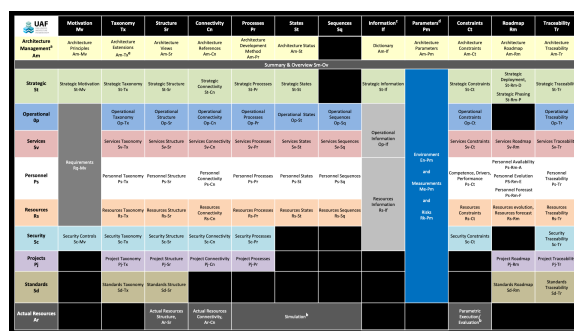 UAF
Motivation
Mv
Taxonomy
Tx
Structure
Sr
Connectivity
Cn
Processes
Pr
States
St
Sequences
Sq
Information
If
Parameters
Pm
Constraints
Ct
Roadmap
Rm
Traceability
Tr
Architecture
Management
Am
Architecture
Principles
Am-Mv
Architecture
Extensions
Am-Tx
Architecture
Views
Am-Sr
Architecture
References
Am-Cn
Architecture
Development
Method
Am-Pr
Architecture Status
Am-St
Dictionary
Am-If
Architecture
Parameters
Am-Pm
Architecture
Constraints
Am-Ct
Architecture
Roadmap
Am-Rm
Architecture
Traceability
Am-Tr
Summary & Overview Sm-Ov
Strategic
St
Strategic Motivation
St-Mv
Strategic Taxonomy
St-Tx
Strategic Structure
St-Sr
Strategic
Connectivity
St-Cn
Strategic Processes
St-Pr
Strategic States
St-St
Strategic Information
St-If
Strategic Constraints
St-Ct
Strategic
Deployment,
St-Rm-D
Strategic Phasing
St-Rm-P
Strategic Traceability
St-Tr
Operational
Op
Operational
Taxonomy
Op-Tx
Operational
Structure
Op-Sr
Operational
Connectivity
Op-Cn
Operational
Processes
Op-Pr
Operational States
Op-St
Operational
Sequences
Op-Sq
Operational
Information
Op-If
Operational
Constraints
Op-Ct
Operational
Traceability
Op-Tr
Services
Sv
Services Taxonomy
Sv-Tx
Services Structure
Sv-Sr
Services Connectivity
Sv-Cn
Services Processes
Sv-Pr
Services States
Sv-St
Services Sequences
Sv-Sq
Services Constraints
Sv-Ct
Services Roadmap
Sv-Rm
Services Traceability
Sv-Tr
Requirements
Rq-Mv
Environment
En-Pm
and
Measurements
Me-Pm
and
Risks
Rk-Pm
Personnel
Ps
Personnel Taxonomy
Ps-Tx
Personnel Structure
Ps-Sr
Personnel
Connectivity
Ps-Cn
Personnel Processes
Ps-Pr
Personnel States
Ps-St
Personnel Sequences
Ps-Sq
Resources
Information
Rs-If
Competence, Drivers,
Performance
Ps-Ct
Personnel Availability
Ps-Rm-A
Personnel Evolution
Ps-Rm-E
Personnel Forecast
Ps-Rm-F
Personnel
Traceability
Ps-Tr
Resources
Rs
Resources Taxonomy
Rs-Tx
Resources Structure
Rs-Sr
Resources
Connectivity
Rs-Cn
Resources Processes
Rs-Pr
Resources States
Rs-St
Resources Sequences
Rs-Sq
Resources
Constraints
Rs-Ct
Resources evolution,
Resources forecast
Rs-Rm
Resources
Traceability
Rs-Tr
Security
Sc
Security Controls
Sc-Mv
Security Taxonomy
Sc-Tx
Security Structure
Sc-Sr
Security
Connectivity
Sc-Cn
Security Processes
Sc-Pr
Security Constraints
Sc-Ct
Security
Traceability
Sc-Tr
Projects
Pj
Project Taxonomy
Pj-Tx
Project Structure
Pj-Sr
Project Connectivity
Pj-Cn
Project Processes
Pj-Pr
Project Roadmap
Pj-Rm
Project Traceability
Pj-Tr
Standards
Sd
Standards Taxonomy
Sd-Tx
Standards Structure
Sd-Sr
Standards Roadmap
Sd-Rm
Standards
Traceability
Sd-Tr
Actual Resources
Ar
Actual Resources
Structure,
Ar-Sr
Actual Resources
Connectivity,
Ar-Cn
Simulation
Parametric
Execution/
Evaluation